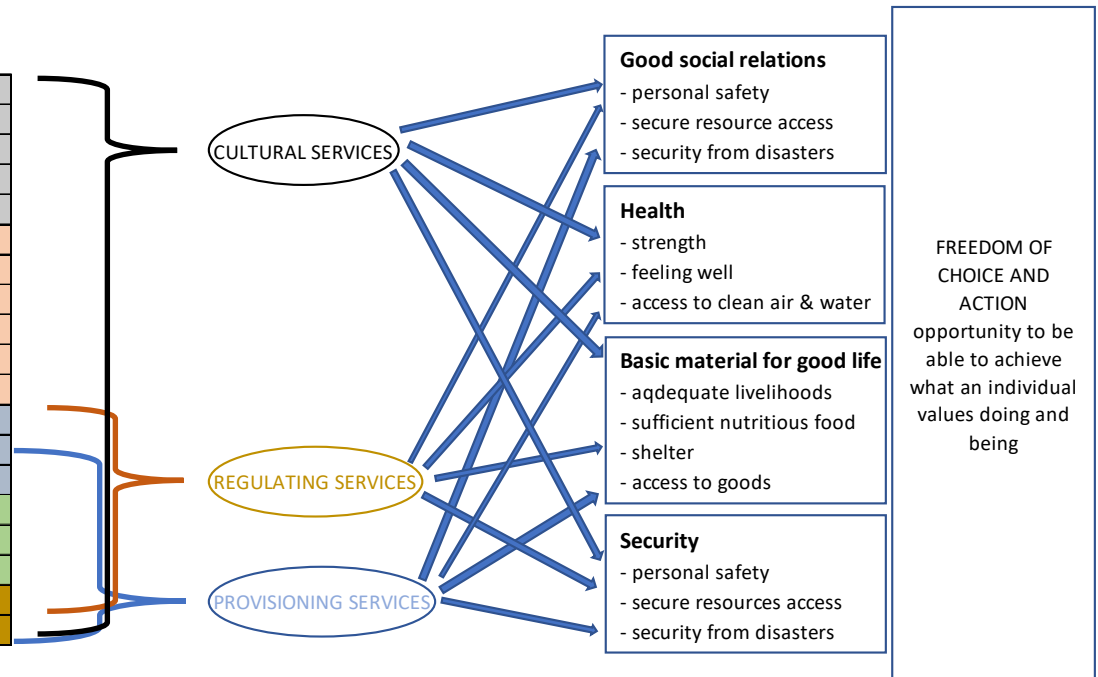 CULTURAL SERVICES
REGULATING SERVICES
PROVISIONING SERVICES
Good social relations
- personal safety
- secure resource access
- security from disasters
Health
- strength
- feeling well
- access to clean air & water
Basic material for good life
- aqdequate livelihoods
- sufficient nutritious food
- shelter
- access to goods
Security
- personal safety
- secure resources access
- security from disasters
FREEDOM OF
CHOICE AND
ACTION
opportunity to be
able to achieve
what an individual
values doing and
being